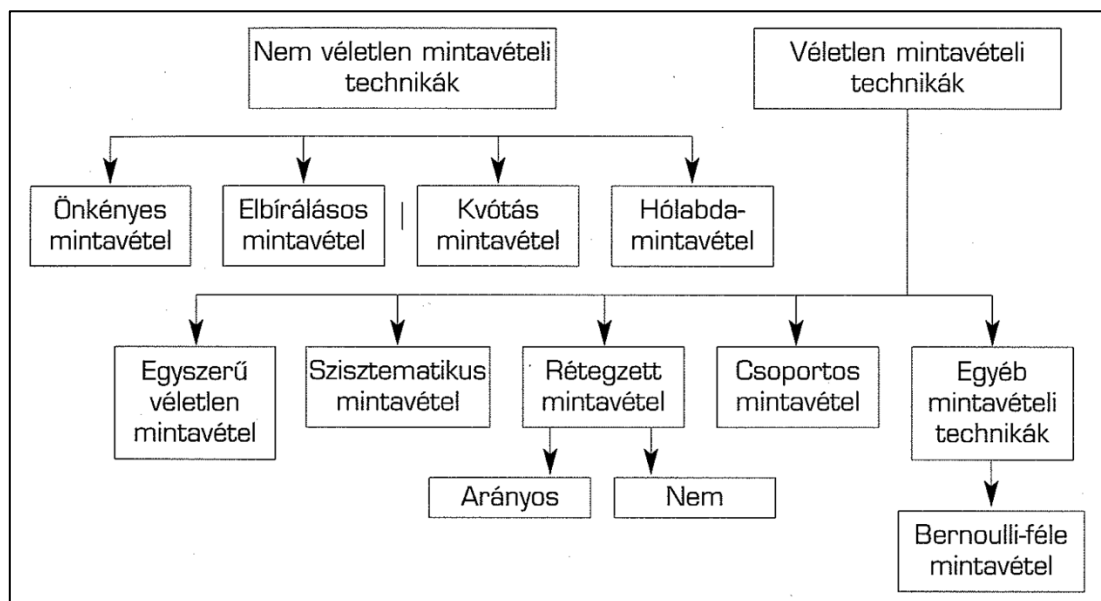 Nem véletlen mintavételi
technikák
Véletlen mintavételi
technikák
Önkényes
mintavétel
Elbírálásos
mintavétel
Kvótás
mintavétel
Hólabda-
mintavétel
Egyszerű
véletlen
mintavétel
Szisztematikus
mintavétel
Rétegzett
mintavétel
Csoportos
mintavétel
Egyéb
mintavételi
technikák
Arányos
Nem
Bernoulli-féle
mintavétel